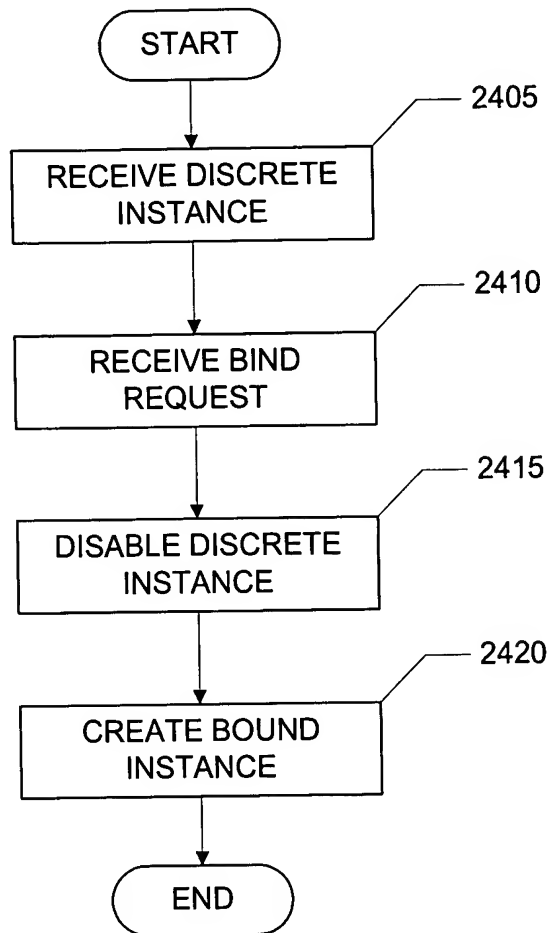 START
2405
RECEIVE DISCRETE
INSTANCE
2410
RECEIVE BIND
REQUEST
2415
DISABLE DISCRETE
INSTANCE
2420
CREATE BOUND
INSTANCE
END